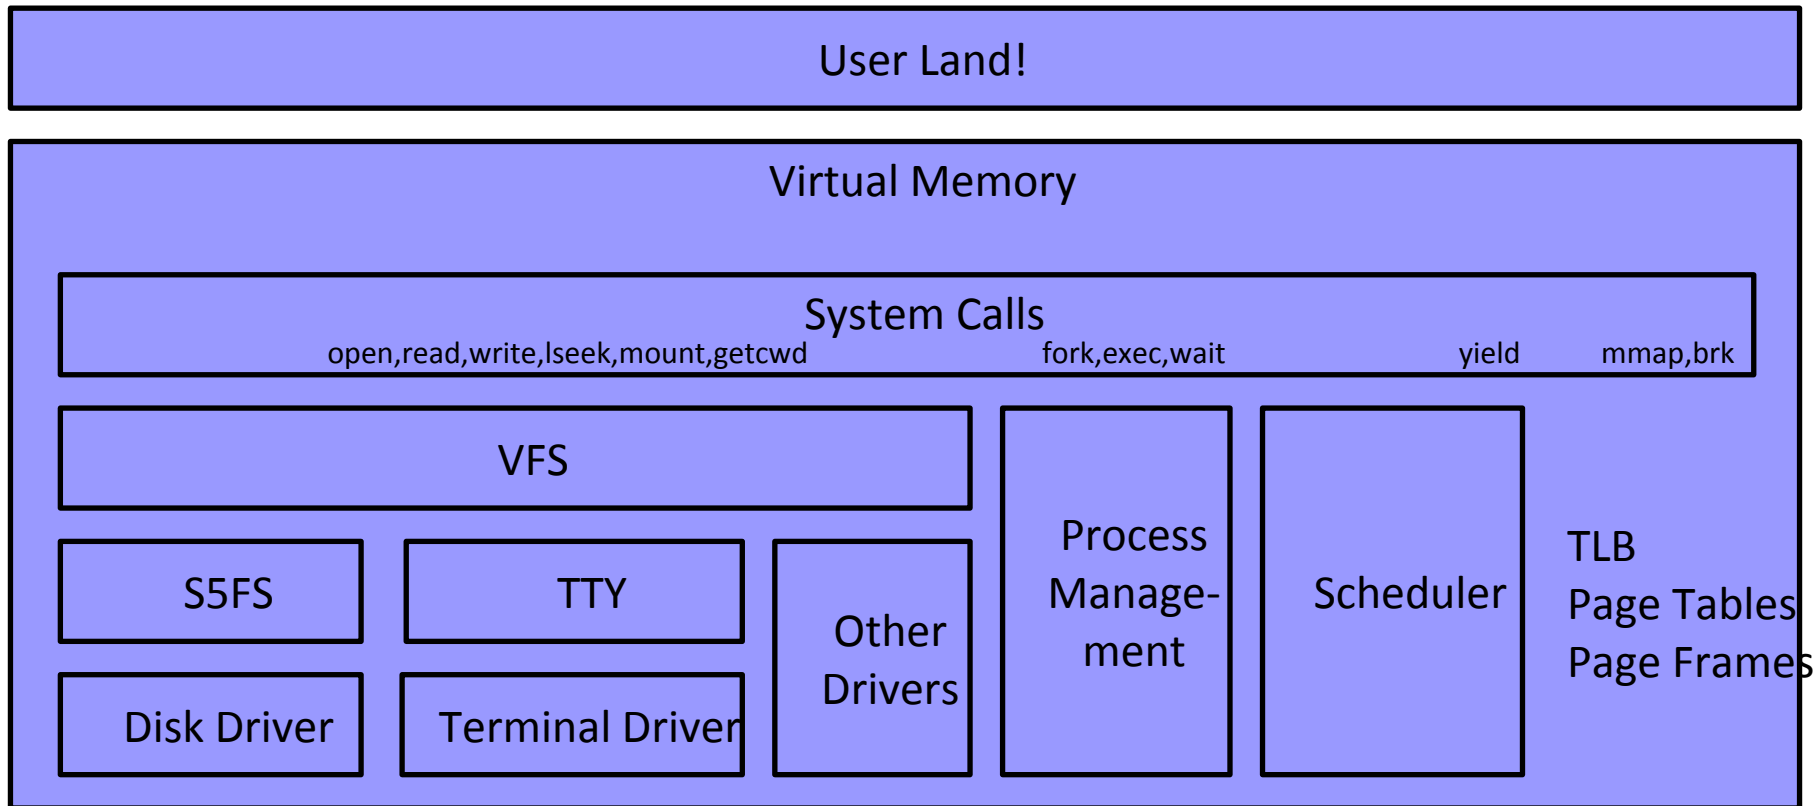 User Land!
Virtual Memory
System Calls
open,read,write,lseek,mount,getcwd
fork,exec,wait
yield
mmap,brk
VFS
S5FS
TTY
Other
Drivers
Disk Driver
Terminal Driver
Process
Manage-
ment
Scheduler
TLB
Page Tables
Page Frames